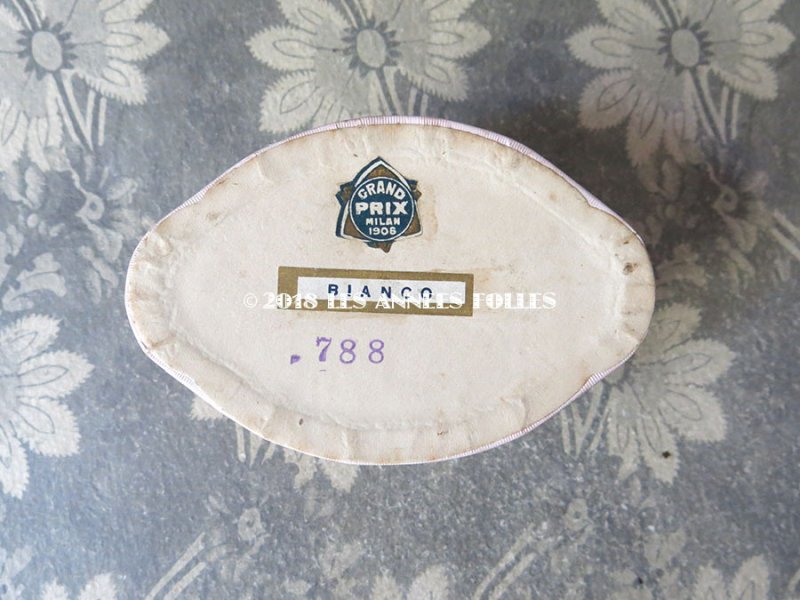 GRAND
PRIX
MILAN
1906
BIANCO
©2018 LES ANNEES FOLLES
.788